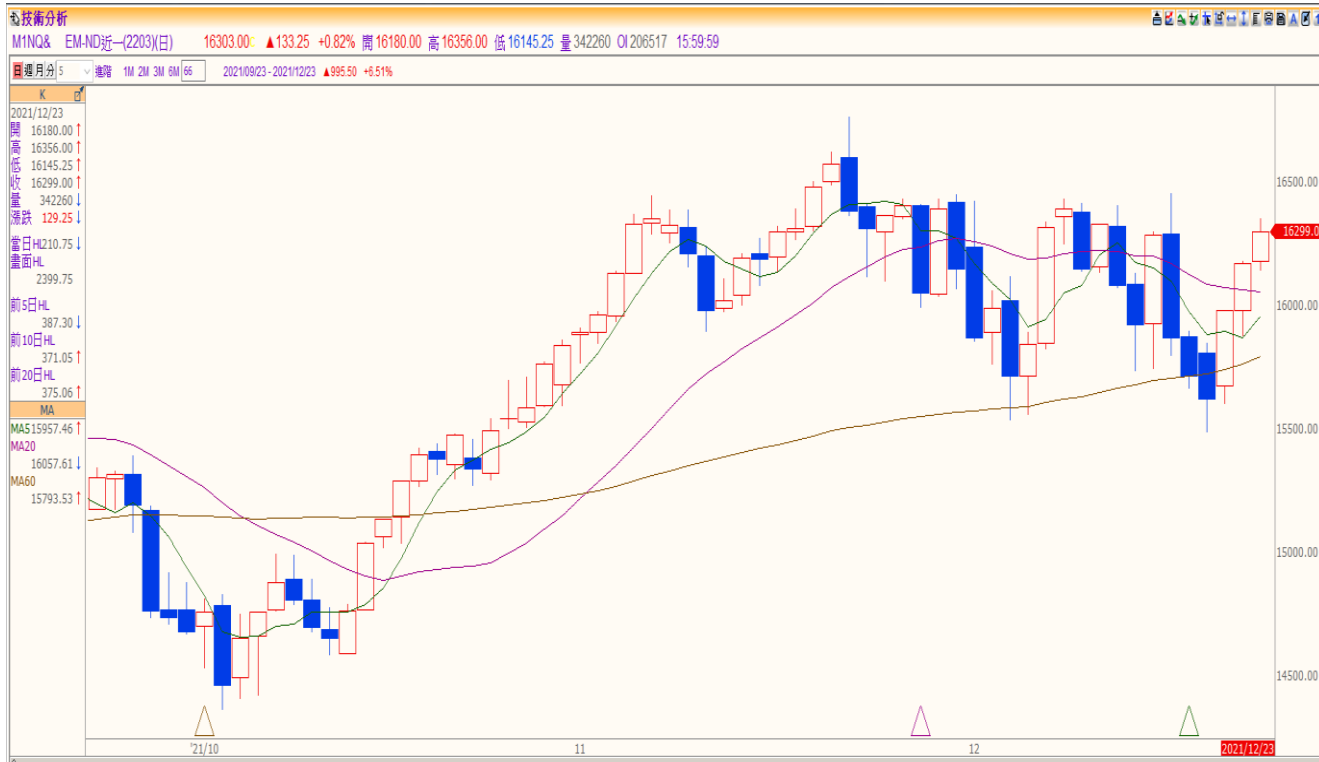 技術分析
M1NQ& EM-ND近一(2203)(日) 16303.00c ▲133.25 +0.82% 開 16180.00 高 16356.00 低 16145.25 量 342260 OI 206517 15:59:59
日 週 月 分 5 進階 1M 2M 3M 6M 66 2021/09/23 - 2021/12/23 ▲995.50 +6.51%
K
2021/12/23
開 16180.00 ↑
高 16356.00 ↑
低 16145.25 ↑
收 16299.00 ↑
量 342260 ↓
漲跌 129.25 ↓
當日HL 210.75 ↓
畫面HL
2399.75
前5日HL
387.30 ↓
前10日HL
371.05 ↑
前20日HL
375.06 ↑
MA
MA5 15957.46 ↑
MA20
16057.61 ↓
MA60
15793.53 ↑
16500.00
16299.0
16000.00
15500.00
15000.00
14500.00
'21/10 11 12 2021/12/23